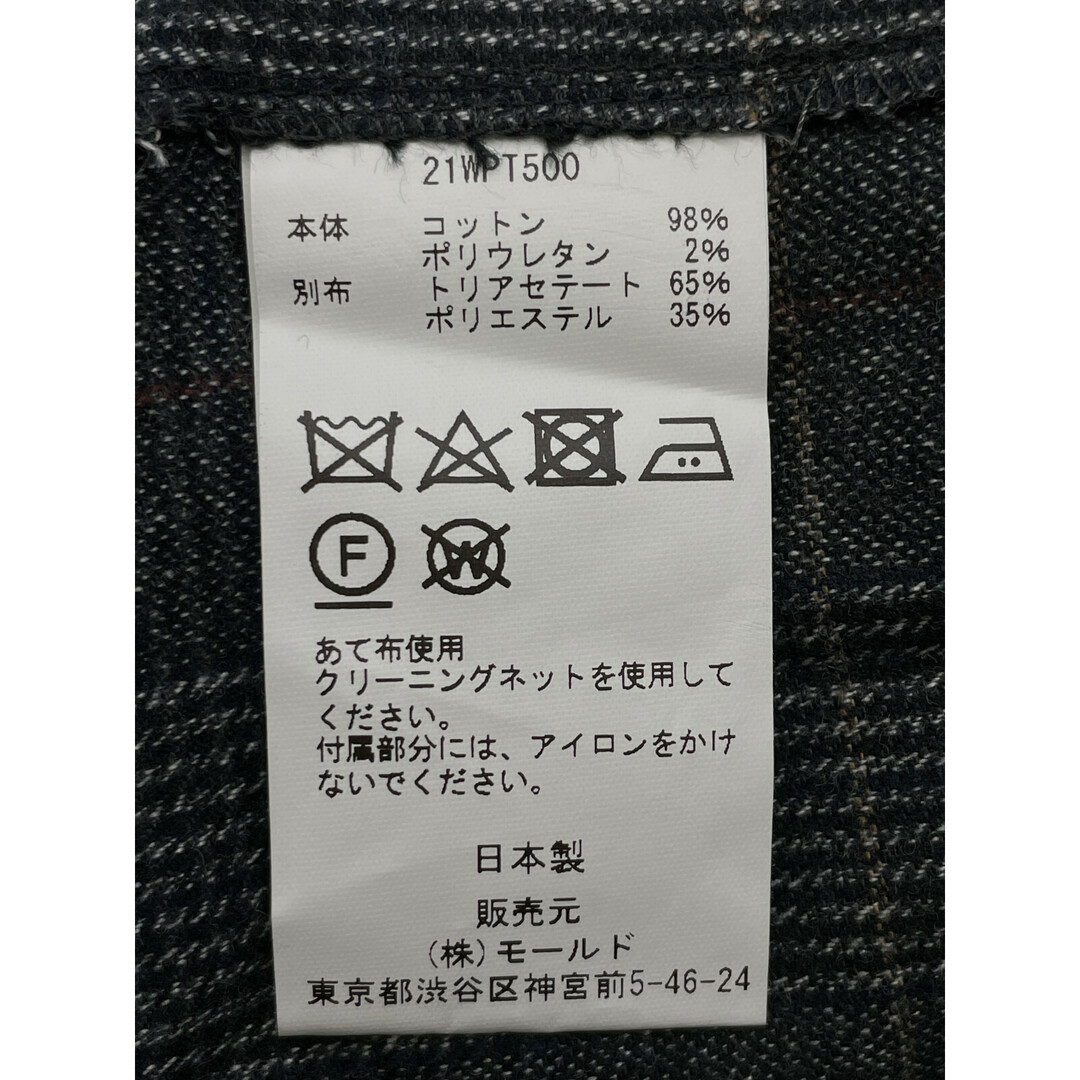 21WPT500
本体 コットン 98%
ポリウレタン 2%
別布 トリアセテート 65%
ポリエステル 35%
F W
あて布使用
クリーニングネットを使用して
ください。
付属部分には、アイロンをかけ
ないでください。
日本製
販売元
(株)モールド
東京都渋谷区神宮前5-46-24